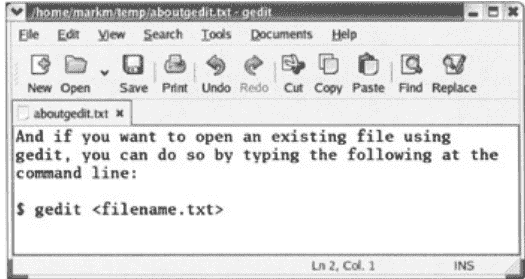 /home/markm/temp/aboutgedit.txt - gedit
File Edit View Search Tools Documents Help
New Open Save Print Undo Redo Cut Copy Paste Find Replace
aboutgedit.txt
And if you want to open an existing file using
gedit, you can do so by typing the following at the
command line:
$ gedit <filename.txt>
Ln 2, Col. 1 INS